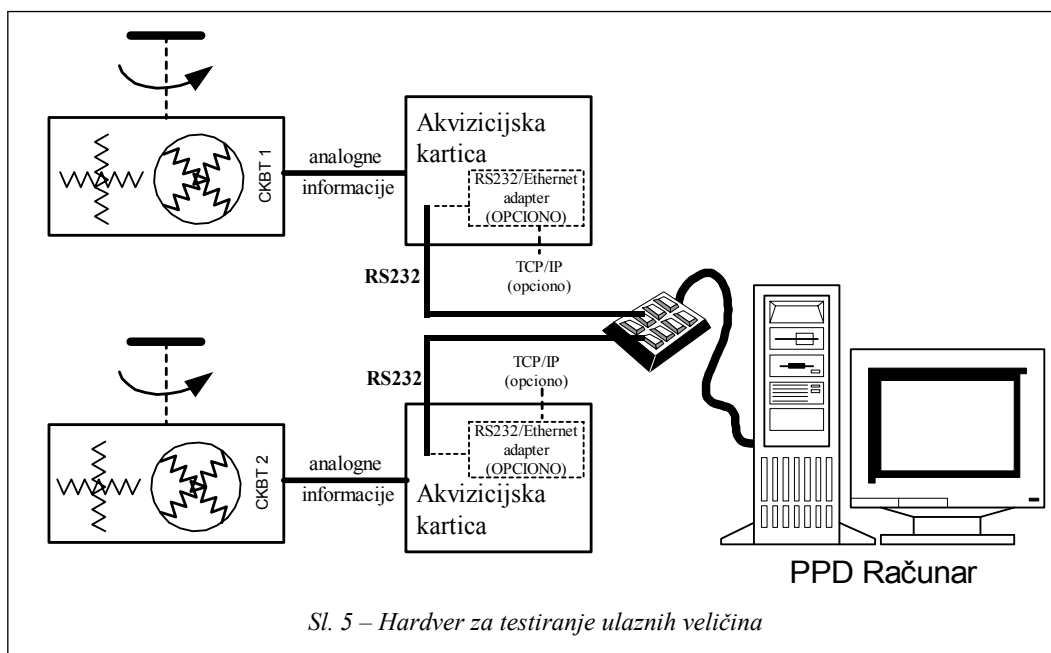 CKBT 1
analogne
informacije
Akvizicijska
kartica
RS232/Ethernet
adapter
(OPCIONO)
RS232
TCP/IP
(opciono)
RS232
TCP/IP
(opciono)
CKBT 2
analogne
informacije
RS232/Ethernet
adapter
(OPCIONO)
Akvizicijska
kartica
PPD Računar
Sl. 5 – Hardver za testiranje ulaznih veličina